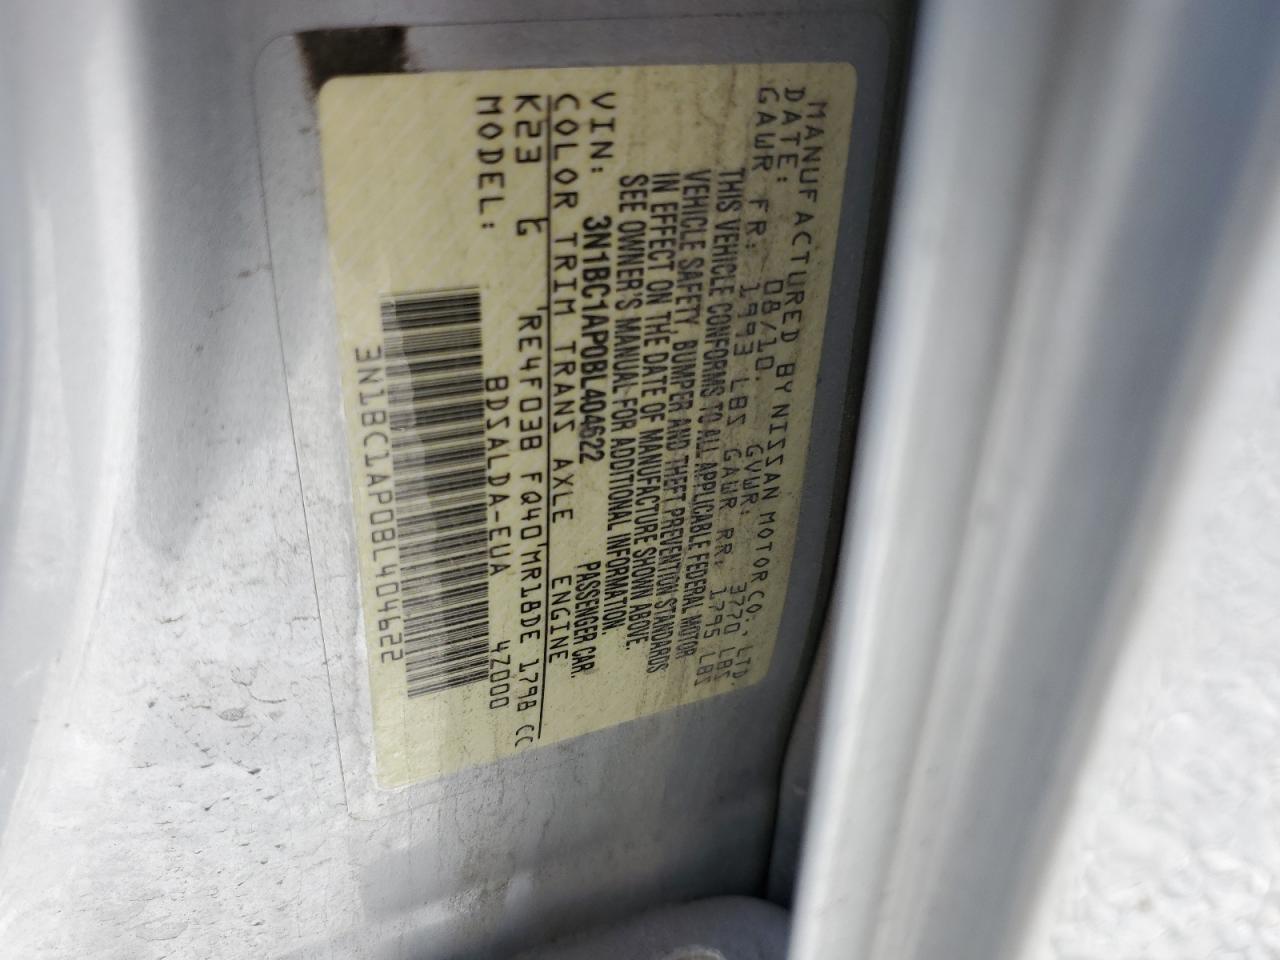 MANUFACTURED BY NISSAN MOTOR CO., LTD.
DATE: 08/10. GVWR: 3770 LBS
GAWR FR: 1993 LBS GAWR RR: 1795 LBS
THIS VEHICLE CONFORMS TO ALL APPLICABLE FEDERAL MOTOR
VEHICLE SAFETY, BUMPER AND THEFT PREVENTION STANDARDS
IN EFFECT ON THE DATE OF MANUFACTURE SHOWN ABOVE.
SEE OWNER'S MANUAL FOR ADDITIONAL INFORMATION.
VIN: 3N1BC1AP0BL404622 PASSENGER CAR.
COLOR TRIM TRANS AXLE ENGINE
K23 G RE4F03B FQ40 MR18DE 1798 CC
MODEL: BDSALDA-EUA 4Z000
3N1BC1AP0BL404622